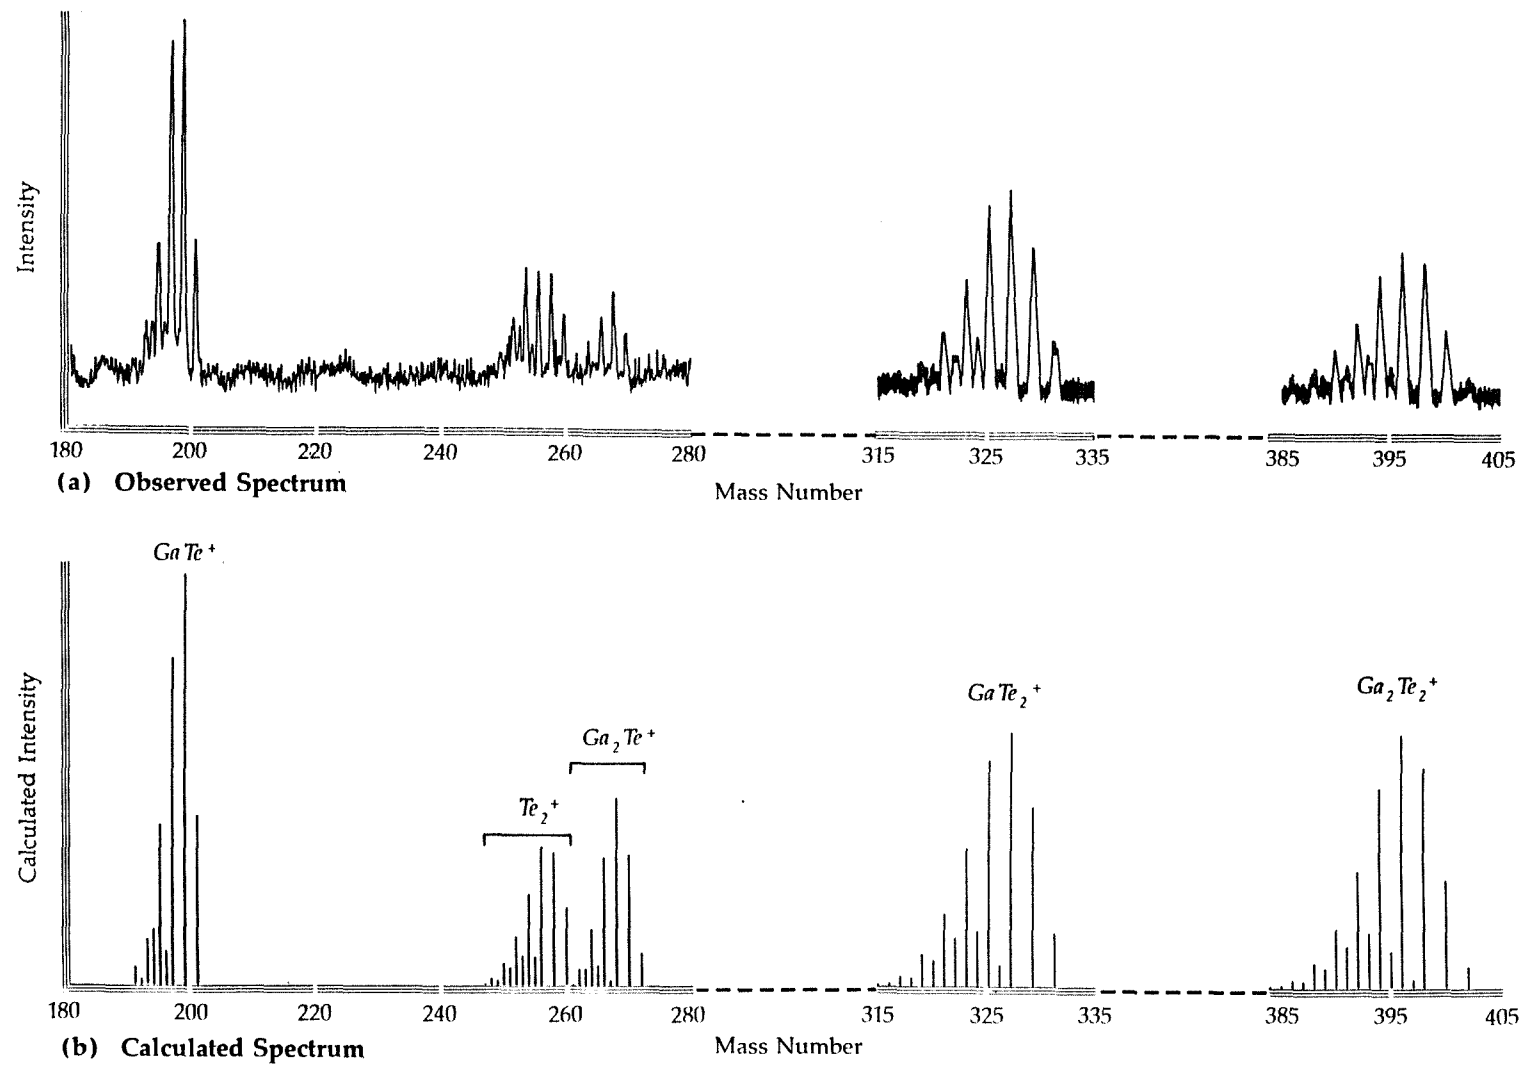 Intensity
180 200 220 240 260 280 315 325 335 385 395 405
(a) Observed Spectrum
Mass Number
GaTe+
Ga2Te+
Te2+
GaTe2+
Ga2Te2+
Calculated Intensity
180 200 220 240 260 280 315 325 335 385 395 405
(b) Calculated Spectrum
Mass Number